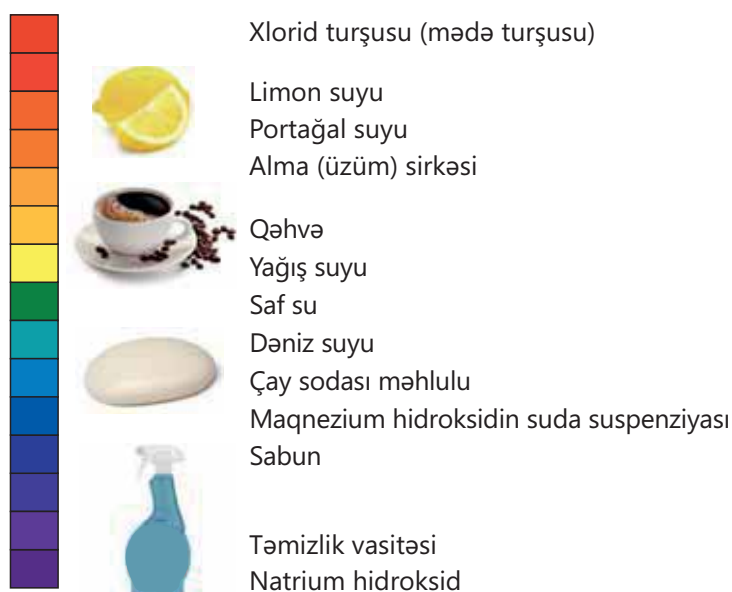 Xlorid turşusu (mədə turşusu)
Limon suyu
Portağal suyu
Alma (üzüm) sirkəsi
Qəhvə
Yağış suyu
Saf su
Dəniz suyu
Çay sodası məhlulu
Maqnezium hidroksidin suda suspenziyası
Sabun
Təmizlik vasitəsi
Natrium hidroksid